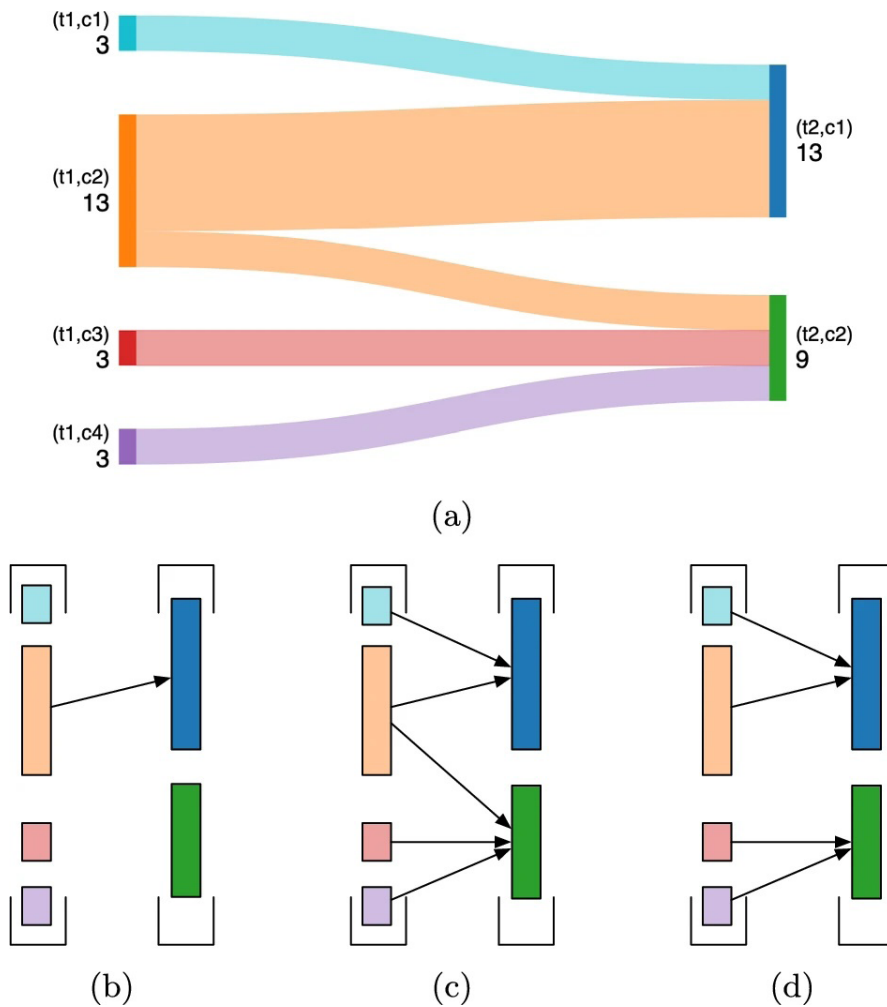 (t1,c1)
3
(t1,c2)
13
(t2,c1)
13
(t1,c3)
3
(t2,c2)
9
(t1,c4)
3
(a)
(b) (c) (d)